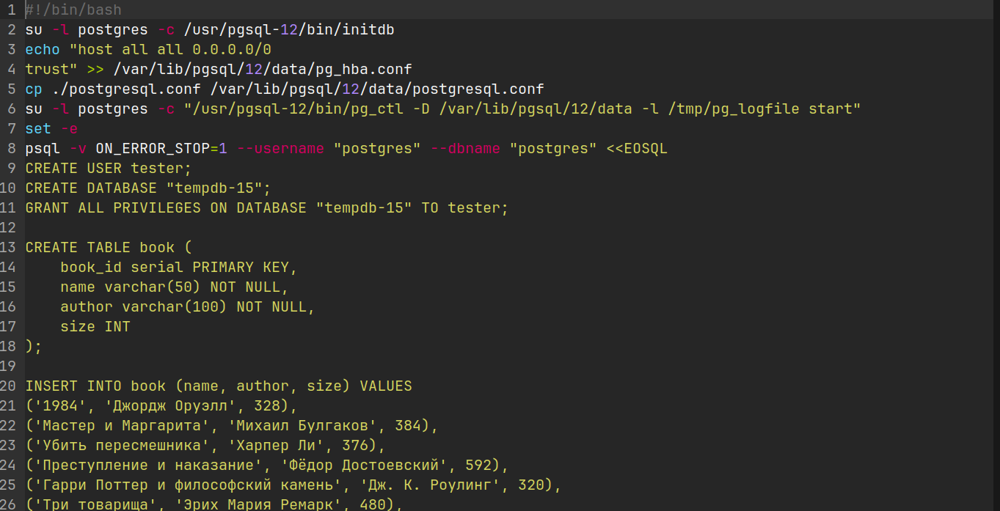 1 #!/bin/bash
2 su -l postgres -c /usr/pgsql-12/bin/initdb
3 echo "host all all 0.0.0.0/0
4 trust" >> /var/lib/pgsql/12/data/pg_hba.conf
5 cp ./postgresql.conf /var/lib/pgsql/12/data/postgresql.conf
6 su -l postgres -c "/usr/pgsql-12/bin/pg_ctl -D /var/lib/pgsql/12/data -l /tmp/pg_logfile start"
7 set -e
8 psql -v ON_ERROR_STOP=1 --username "postgres" --dbname "postgres" <<EOSQL
9 CREATE USER tester;
10 CREATE DATABASE "tempdb-15";
11 GRANT ALL PRIVILEGES ON DATABASE "tempdb-15" TO tester;
12
13 CREATE TABLE book (
14     book_id serial PRIMARY KEY,
15     name varchar(50) NOT NULL,
16     author varchar(100) NOT NULL,
17     size INT
18 );
19
20 INSERT INTO book (name, author, size) VALUES
21 ('1984', 'Джордж Оруэлл', 328),
22 ('Мастер и Маргарита', 'Михаил Булгаков', 384),
23 ('Убить пересмешника', 'Харпер Ли', 376),
24 ('Преступление и наказание', 'Фёдор Достоевский', 592),
25 ('Гарри Поттер и философский камень', 'Дж. К. Роулинг', 320),
26 ('Три товарища', 'Эрих Мария Ремарк', 480),